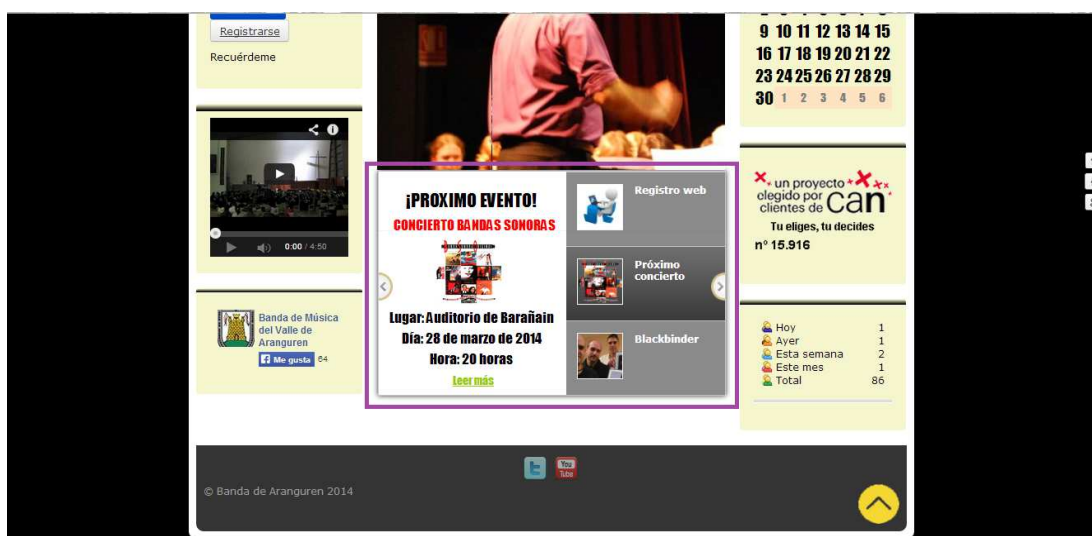 Registrarse
Recuérdeme
0:00 / 4:50
Banda de Música
del Valle de
Aranguren
Me gusta 64
¡PROXIMO EVENTO!
CONCIERTO BANDAS SONORAS
Lugar: Auditorio de Barañain
Día: 28 de marzo de 2014
Hora: 20 horas
Leer más
Registro web
Próximo
concierto
Blackbinder
9 10 11 12 13 14 15
16 17 18 19 20 21 22
23 24 25 26 27 28 29
30 1 2 3 4 5 6
un proyecto
elegido por
clientes de can
Tu eliges, tu decides
nº 15.916
Hoy 1
Ayer 1
Esta semana 2
Este mes 1
Total 86
You
Tube
© Banda de Aranguren 2014